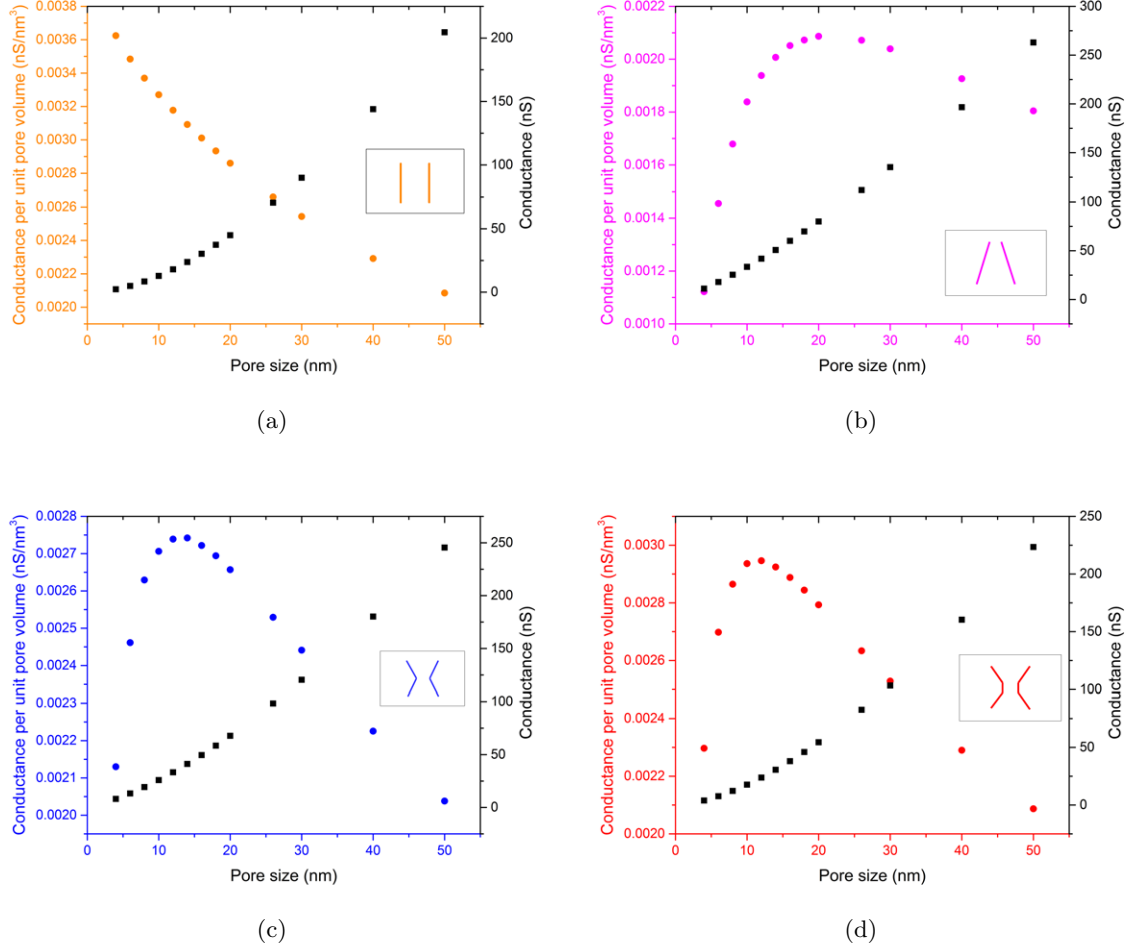 Conductance per unit pore volume (nS/nm³)
0.0038
0.0036
0.0034
0.0032
0.0030
0.0028
0.0026
0.0024
0.0022
0.0020
0 10 20 30 40 50
Pore size (nm)
200
150
100
50
0
Conductance (nS)
(a)
Conductance per unit pore volume (nS/nm³)
0.0022
0.0020
0.0018
0.0016
0.0014
0.0012
0.0010
0 10 20 30 40 50
Pore size (nm)
300
250
200
150
100
50
0
Conductance (nS)
(b)
Conductance per unit pore volume (nS/nm³)
0.0028
0.0027
0.0026
0.0025
0.0024
0.0023
0.0022
0.0021
0.0020
0 10 20 30 40 50
Pore size (nm)
250
200
150
100
50
0
Conductance (nS)
(c)
Conductance per unit pore volume (nS/nm³)
0.0030
0.0028
0.0026
0.0024
0.0022
0.0020
0 10 20 30 40 50
Pore size (nm)
250
200
150
100
50
0
Conductance (nS)
(d)